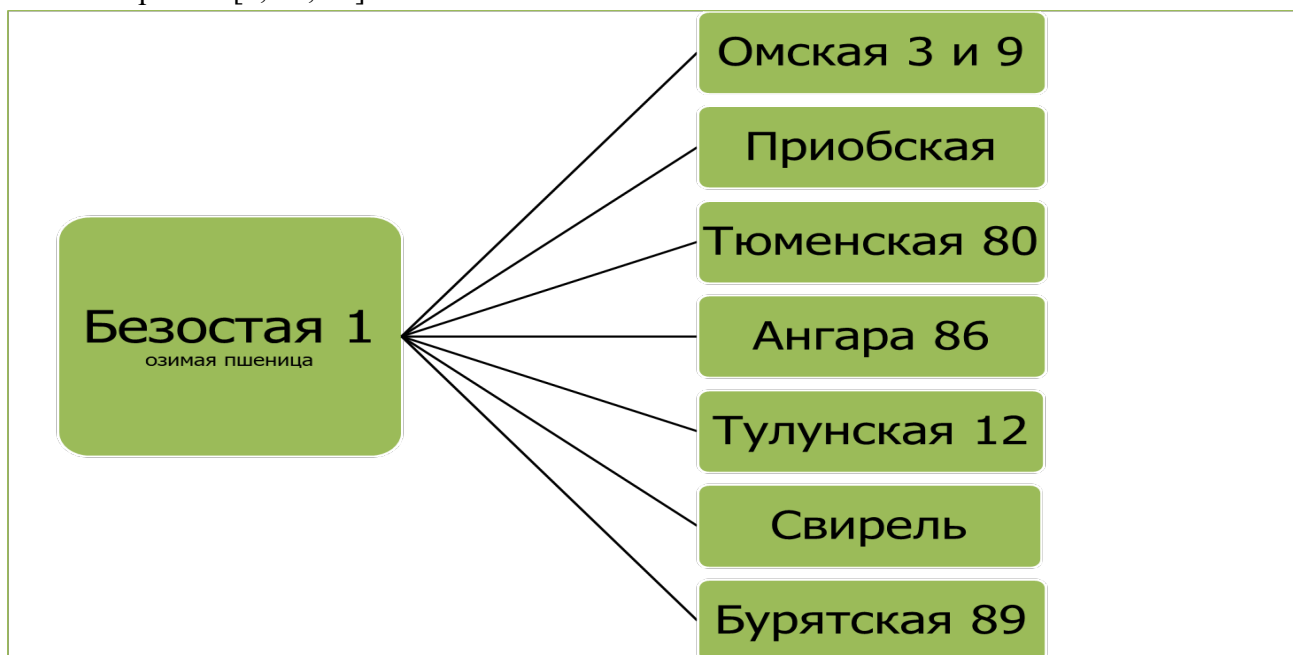 Омская 3 и 9
Приобская
Тюменская 80
Безостая 1
озимая пшеница
Ангара 86
Тулунская 12
Свирель
Бурятская 89